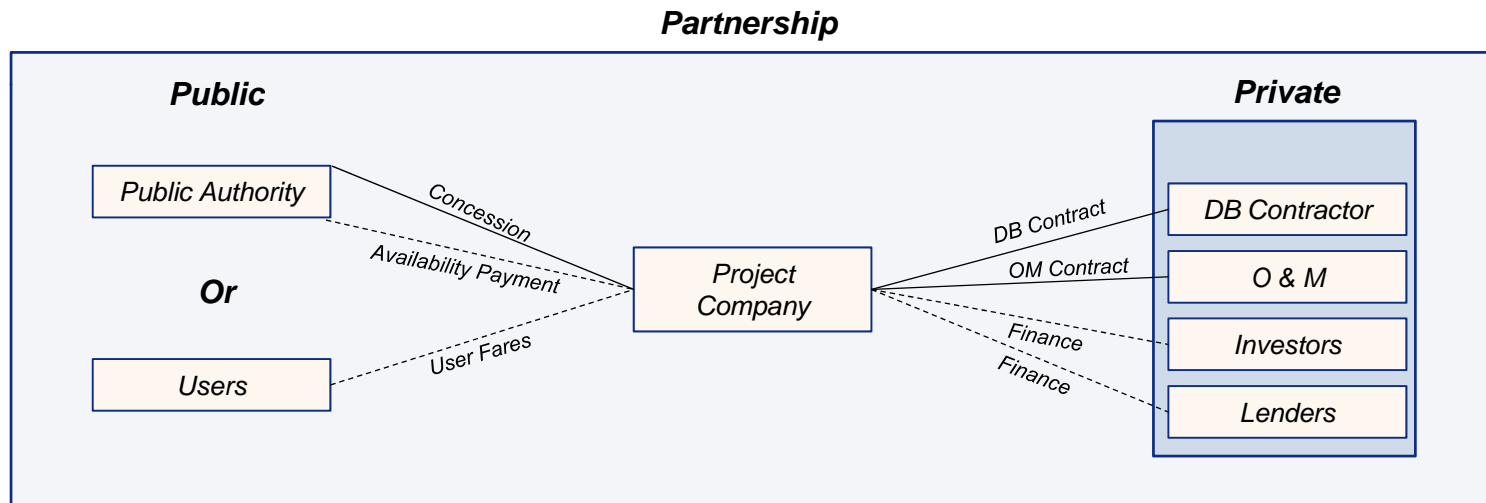 Partnership
Public
Private
Public Authority
Concession
Availability Payment
Or
Users
User Fares
Project
Company
DB Contract
OM Contract
Finance
Finance
DB Contractor
O & M
Investors
Lenders